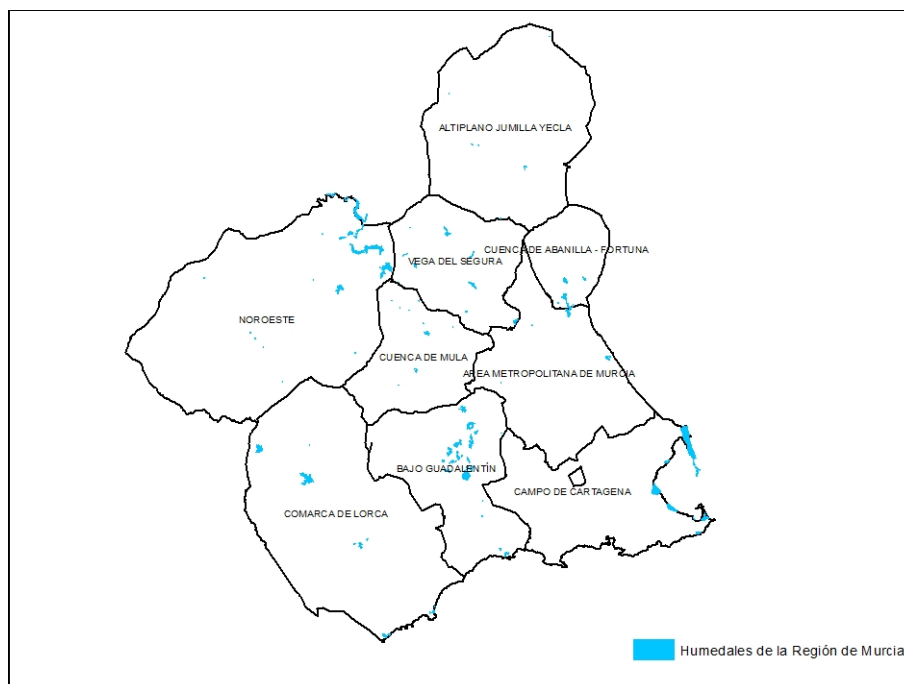 ALTIPLANO JUMILLA YECLA
CUENCA DE ABANILLA - FORTUNA
VEGA DEL SEGURA
NOROESTE
CUENCA DE MULA
AREA METROPOLITANA DE MURCIA
BAJO GUADALENTÍN
CAMPO DE CARTAGENA
COMARCA DE LORCA
Humedales de la Región de Murcia